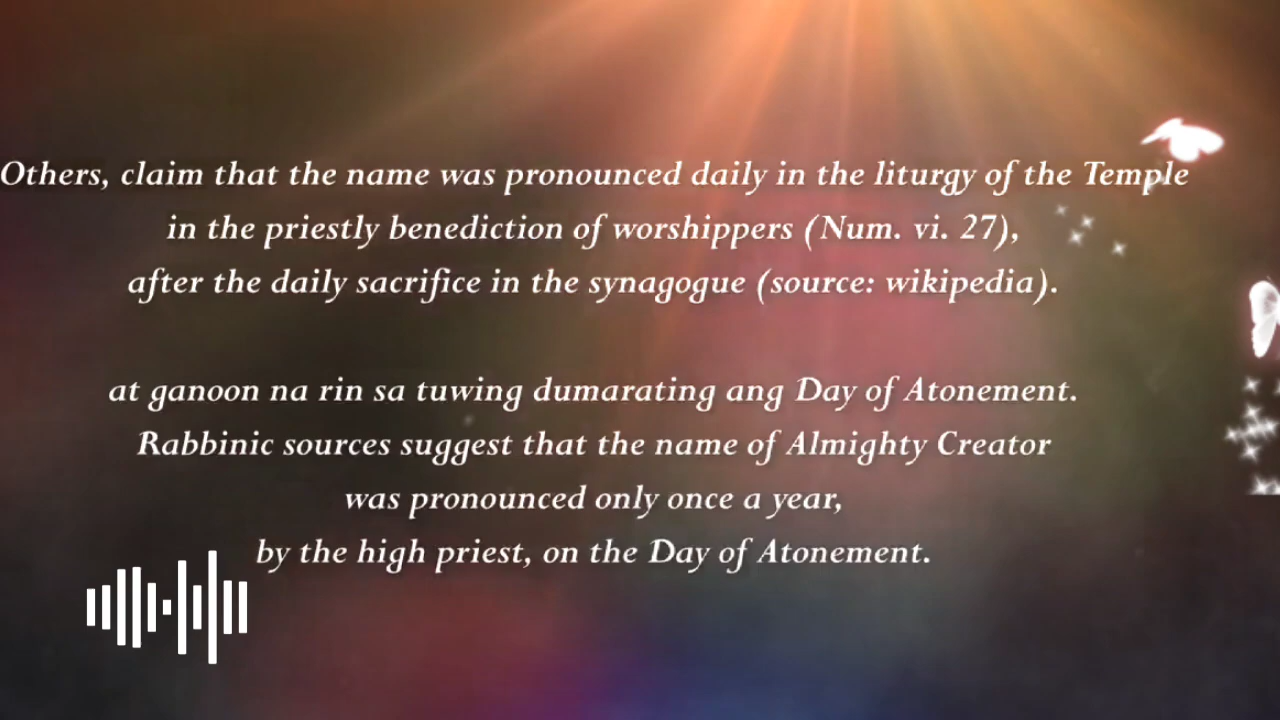 Others, claim that the name was pronounced daily in the liturgy of the Temple
in the priestly benediction of worshippers (Num. vi. 27),
after the daily sacrifice in the synagogue (source: wikipedia).
at ganoon na rin sa tuwing dumarating ang Day of Atonement.
Rabbinic sources suggest that the name of Almighty Creator
was pronounced only once a year,
by the high priest, on the Day of Atonement.